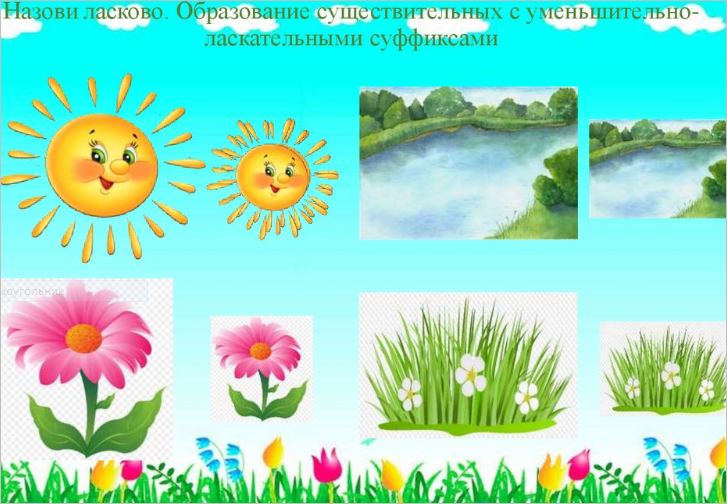 Назови ласково. Образование существительных с уменьшительно-
ласкательными суффиксами